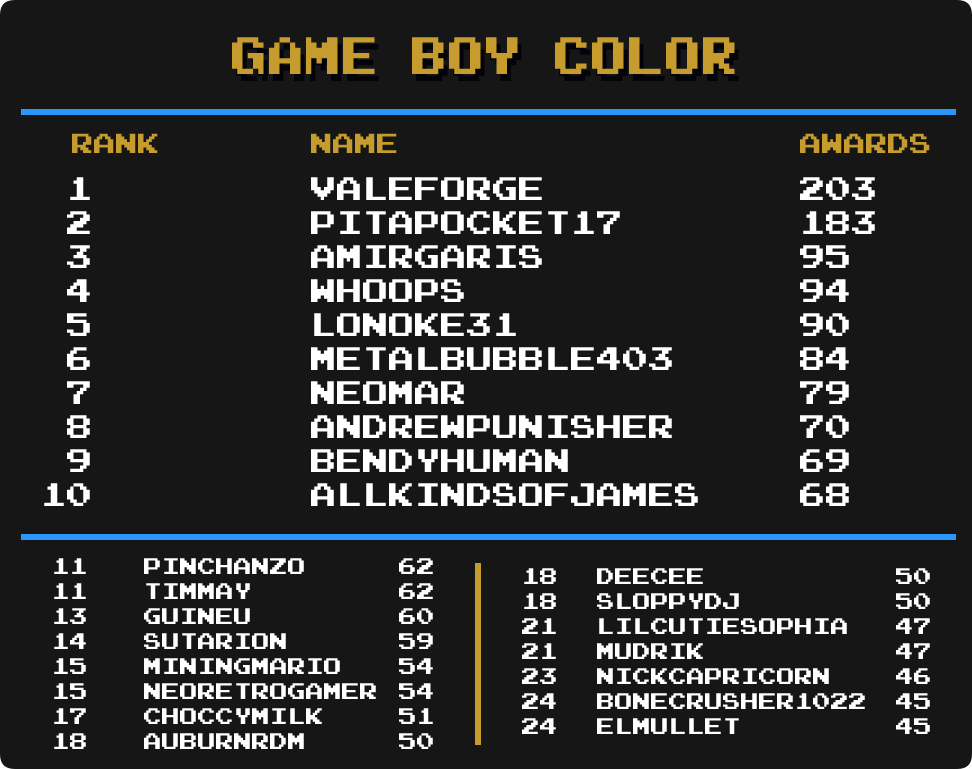 GAME BOY COLOR
RANK NAME AWARDS
1 VALEFORGE 203
2 PITAPOCKET17 183
3 AMIRGARIS 95
4 WHOOPS 94
5 LONOKE31 90
6 METALBUBBLE403 84
7 NEOMAR 79
8 ANDREWPUNISHER 70
9 BENDYHUMAN 69
10 ALLKINDSOFJAMES 68
11 PINCHANZO 62
11 TIMMAY 62
13 GUINEU 60
14 SUTARION 59
15 MININGMARIO 54
15 NEORETROGAMER 54
17 CHOCCYMILK 51
18 AUBURNRDM 50
18 DEECEE 50
18 SLOPPYDJ 50
21 LILCUTIESOPHIA 47
21 MUDRIK 47
23 NICKCAPRICORN 46
24 BONECRUSHER1022 45
24 ELMULLET 45